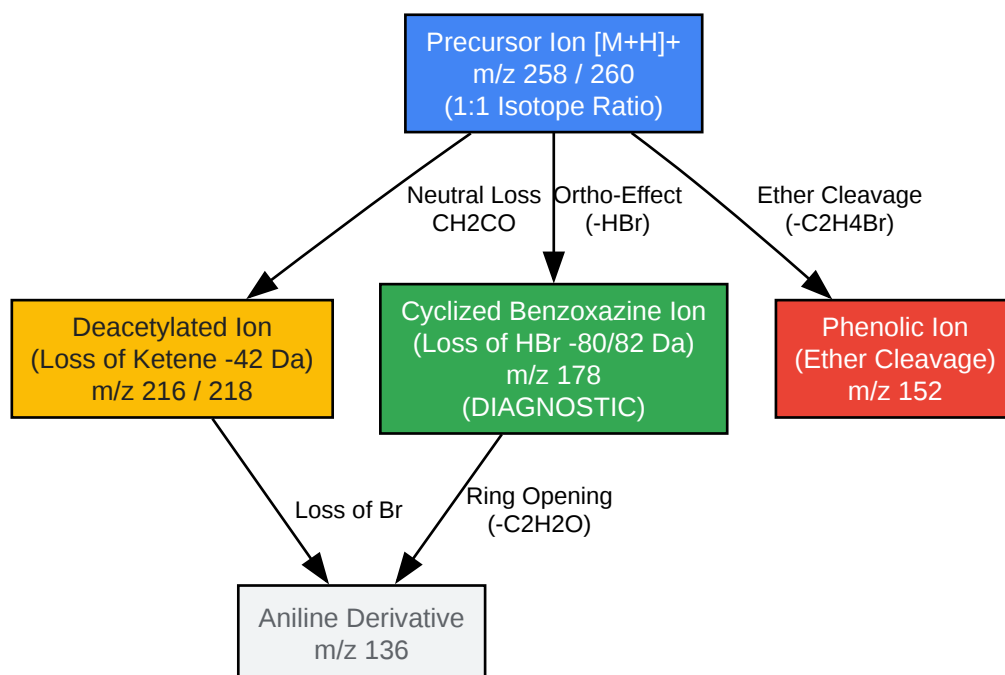 Precursor Ion [M+H]+
m/z 258 / 260
(1:1 Isotope Ratio)
Neutral Loss
CH2CO
Ortho-Effect
(-HBr)
Ether Cleavage
(-C2H4Br)
Deacetylated Ion
(Loss of Ketene -42 Da)
m/z 216 / 218
Cyclized Benzoxazine Ion
(Loss of HBr -80/82 Da)
m/z 178
(DIAGNOSTIC)
Phenolic Ion
(Ether Cleavage)
m/z 152
Loss of Br
Ring Opening
(-C2H2O)
Aniline Derivative
m/z 136